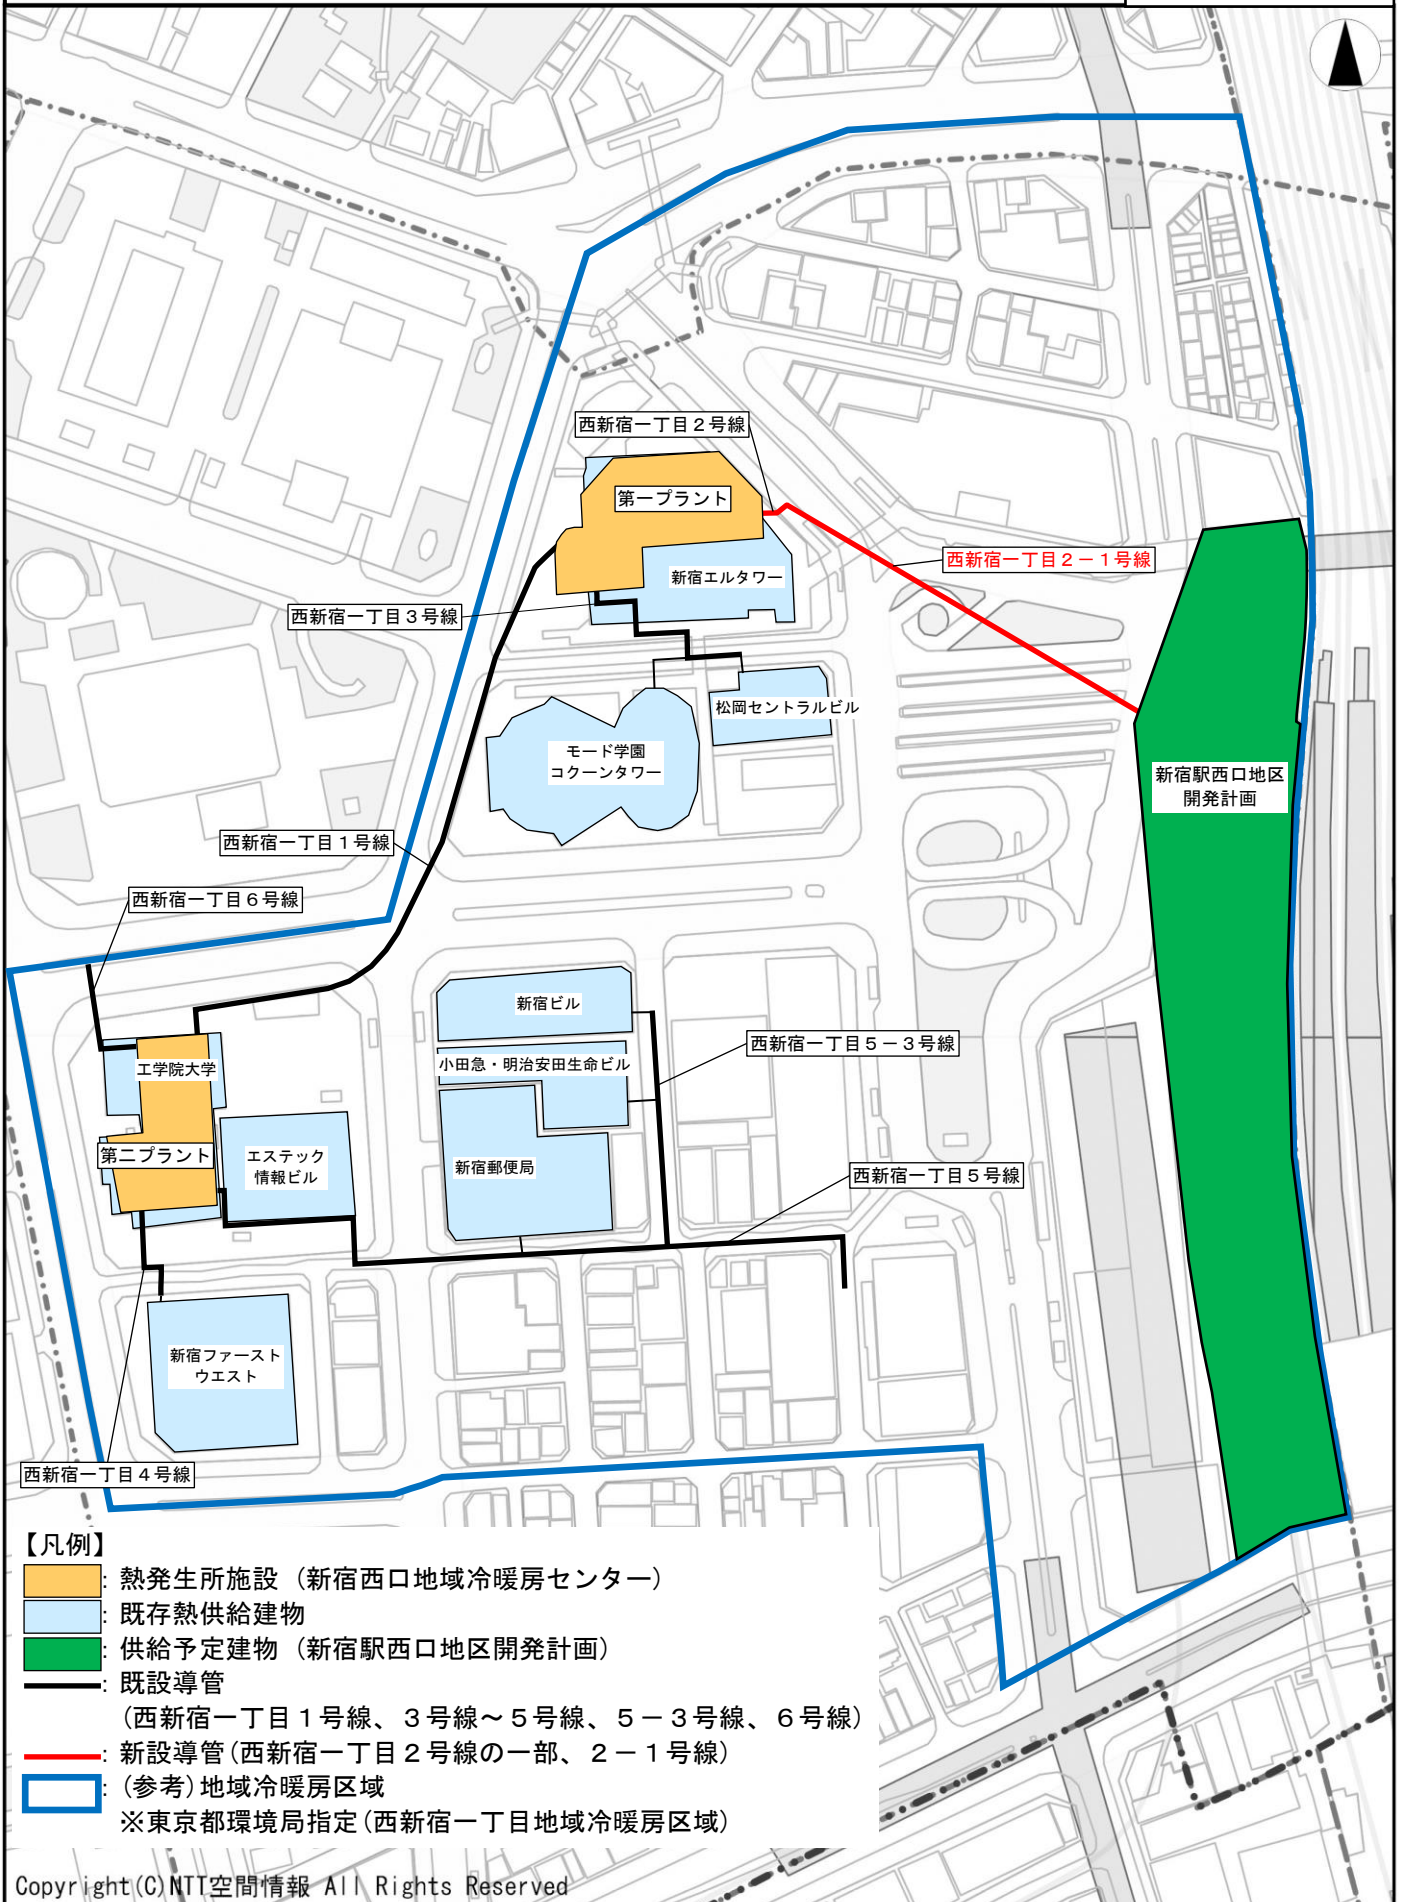 西新宿一丁目２号線
第一プラント
西新宿一丁目２－１号線
新宿エルタワー
西新宿一丁目３号線
松岡セントラルビル
モード学園
コクーンタワー
新宿駅西口地区
開発計画
西新宿一丁目１号線
西新宿一丁目６号線
新宿ビル
西新宿一丁目５－３号線
小田急・明治安田生命ビル
工学院大学
第二プラント
エステック
情報ビル
新宿郵便局
西新宿一丁目５号線
新宿ファースト
ウエスト
西新宿一丁目４号線
【凡例】
：熱発生所施設（新宿西口地域冷暖房センター）
：既存熱供給建物
：供給予定建物（新宿駅西口地区開発計画）
：既設導管
（西新宿一丁目１号線、３号線～５号線、５－３号線、６号線）
：新設導管（西新宿一丁目２号線の一部、２－１号線）
：（参考）地域冷暖房区域
※東京都環境局指定（西新宿一丁目地域冷暖房区域）
Copyright(C)NTT空間情報 All Rights Reserved